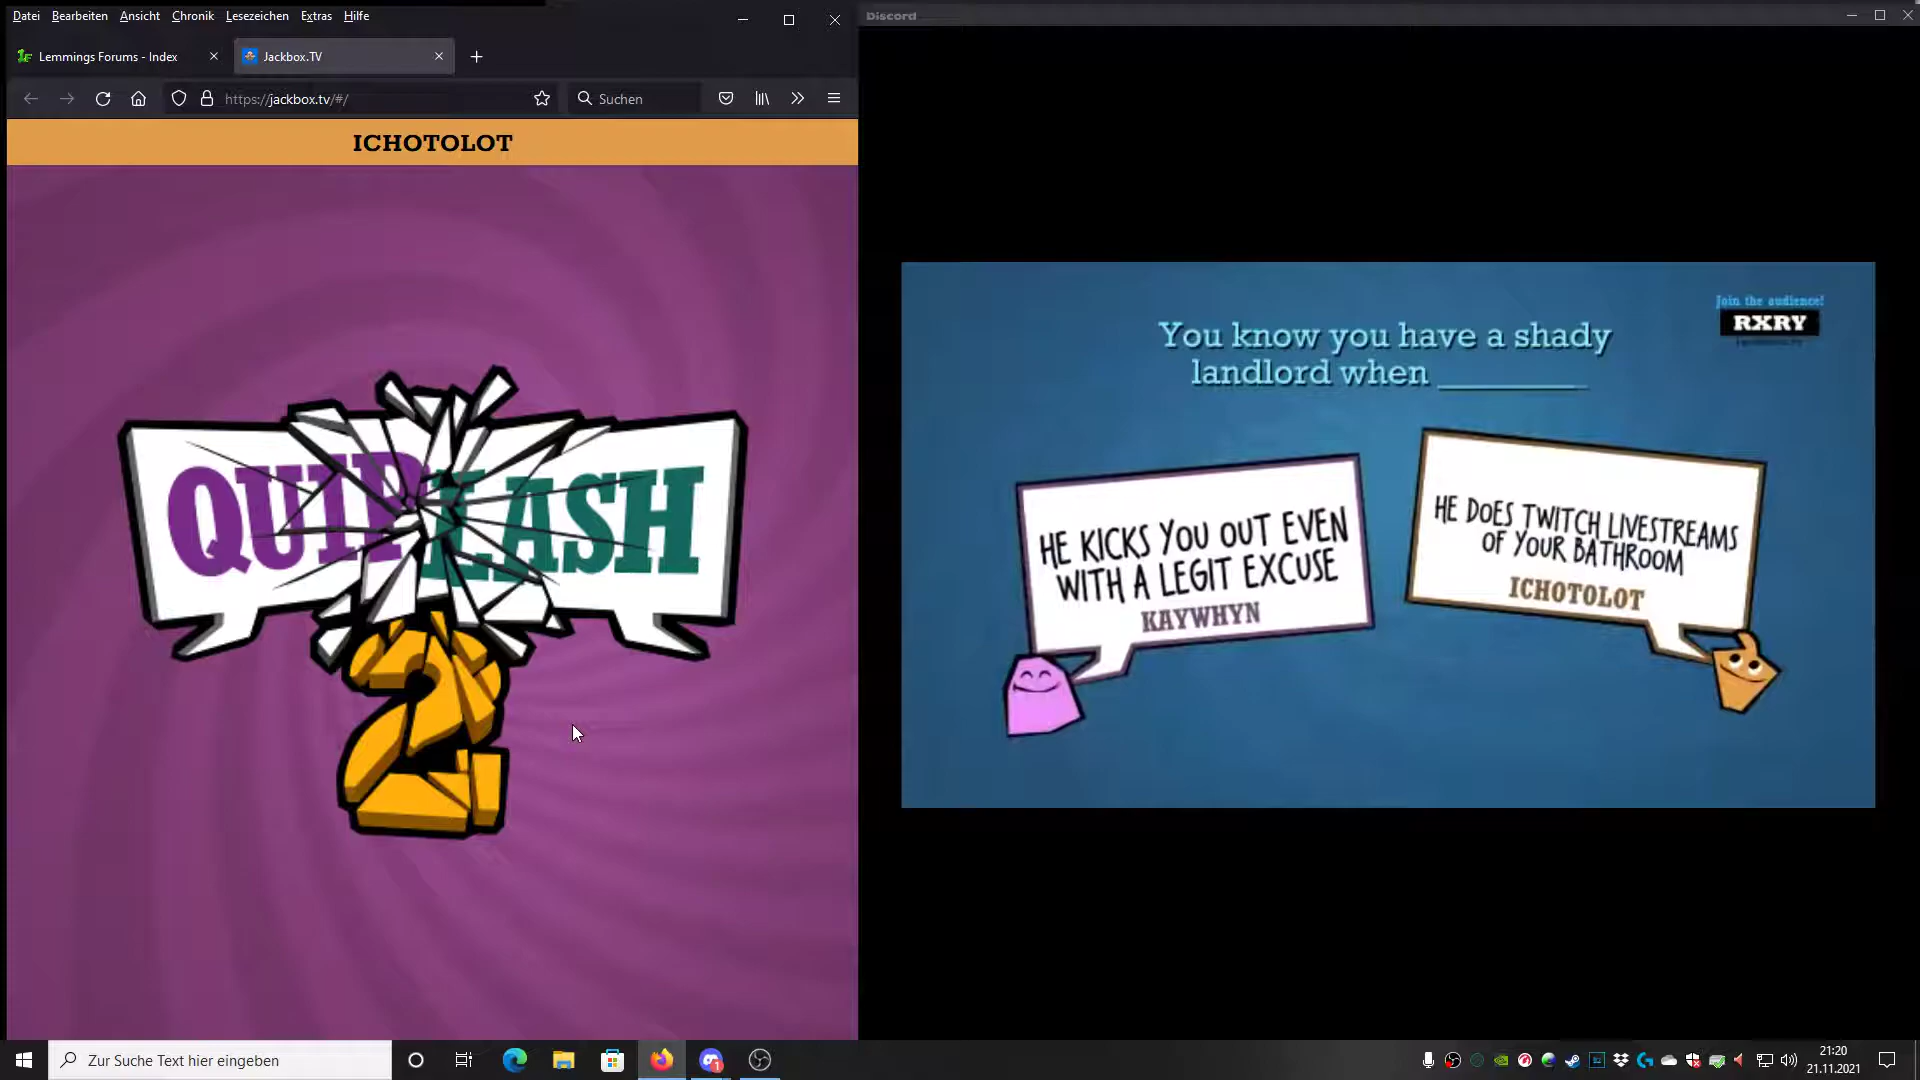 Datei Bearbeiten Ansicht Chronik Lesezeichen Extras Hilfe
Lemmings Forums - Index
Jackbox.TV
https://jackbox.tv/#/
Suchen
ICHOTOLOT
QUIPLASH
2
Discord
Join the audience!
RXRY
You know you have a shady
landlord when ________
HE KICKS YOU OUT EVEN
WITH A LEGIT EXCUSE
KAYWHYN
HE DOES TWITCH LIVESTREAMS
OF YOUR BATHROOM
ICHOTOLOT
Zur Suche Text hier eingeben
1
21:20
21.11.2021